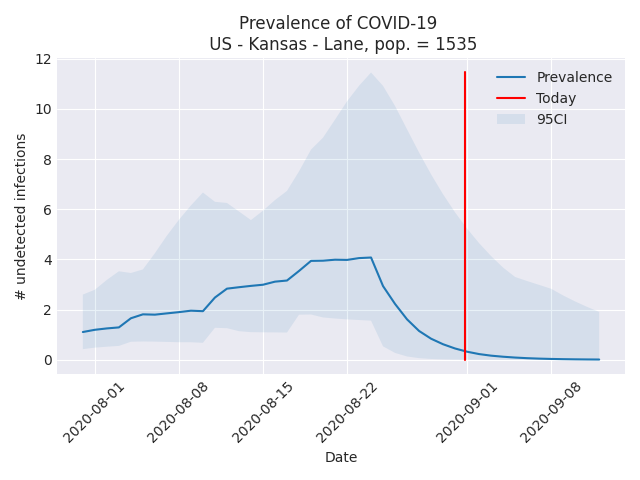 Prevalence of COVID-19
US - Kansas - Lane, pop. = 1535
12
10
8
6
4
2
0
# undetected infections
Prevalence
Today
95CI
2020-08-01
2020-08-08
2020-08-15
2020-08-22
2020-09-01
2020-09-08
Date